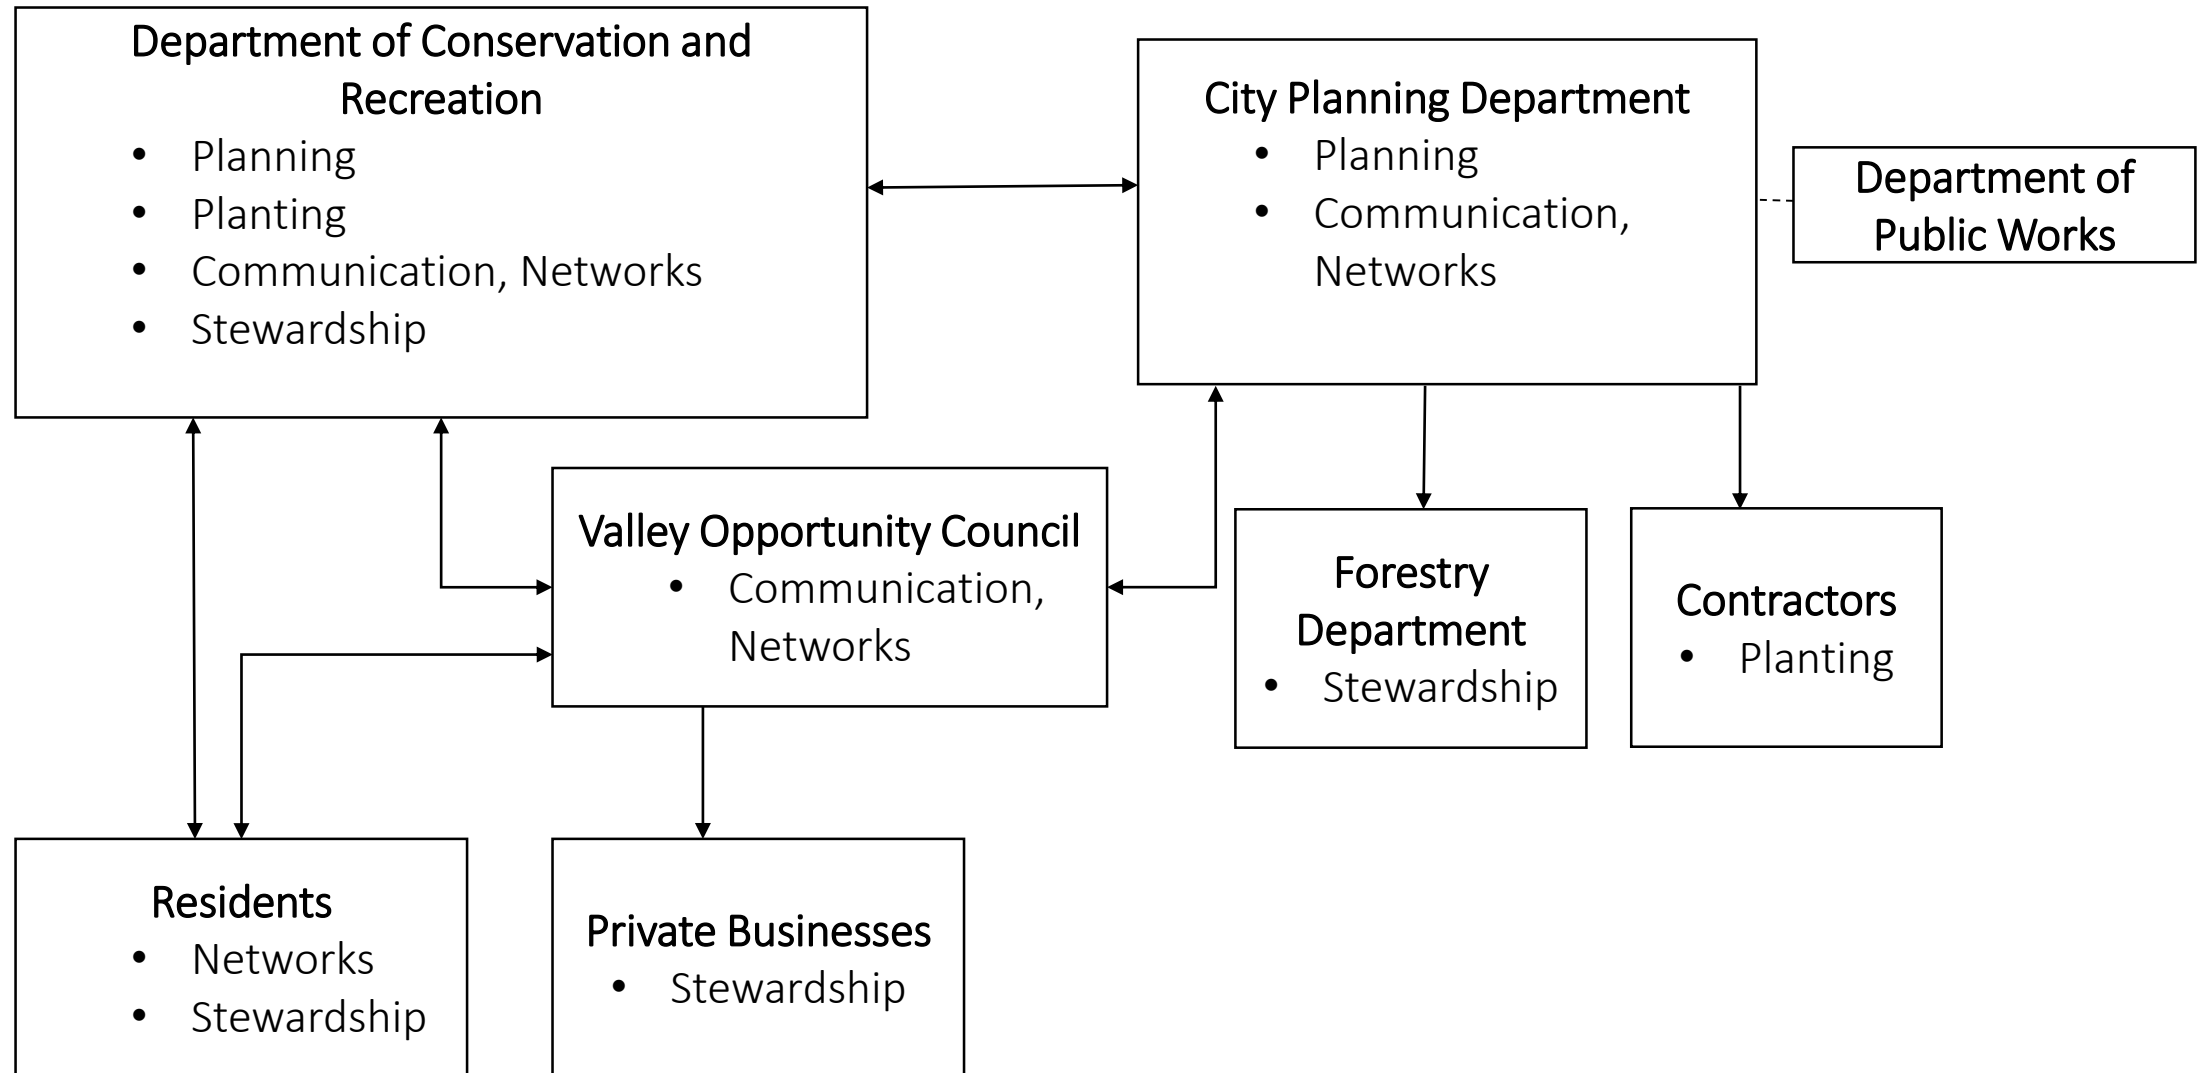 Department of Conservation and
Recreation
• Planning
• Planting
• Communication, Networks
• Stewardship
City Planning Department
• Planning
• Communication,
Networks
Department of
Public Works
Valley Opportunity Council
• Communication,
Networks
Forestry
Department
• Stewardship
Contractors
• Planting
Residents
• Networks
• Stewardship
Private Businesses
• Stewardship